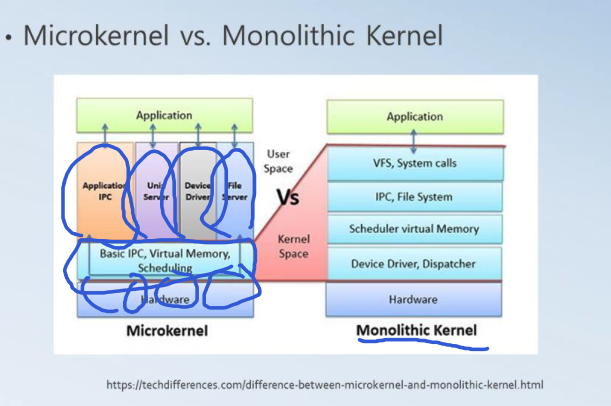 • Microkernel vs. Monolithic Kernel
Application
Application
IPC
Unix
Server
Device
Driver
File
Server
Basic IPC, Virtual Memory,
Scheduling
Hardware
Microkernel
User
Space
Vs
Kernel
Space
Application
VFS, System calls
IPC, File System
Scheduler virtual Memory
Device Driver, Dispatcher
Hardware
Monolithic Kernel
https://techdifferences.com/difference-between-microkernel-and-monolithic-kernel.html